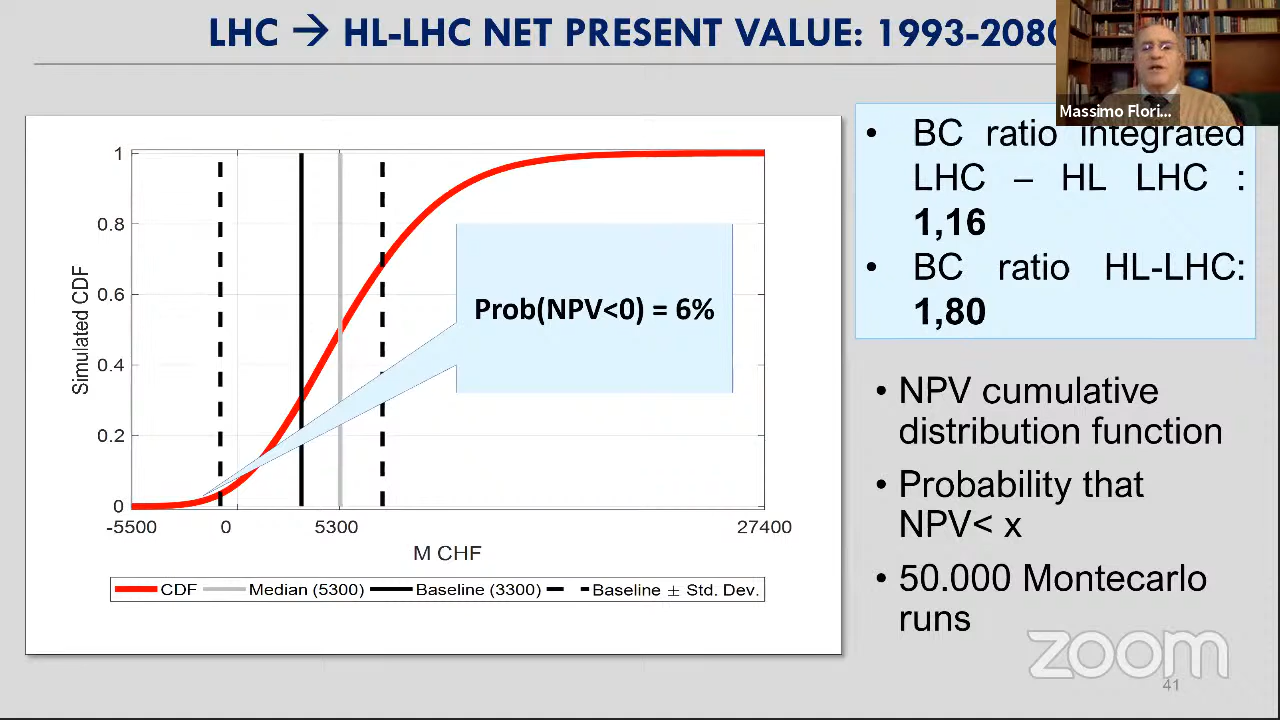 LHC → HL-LHC NET PRESENT VALUE: 1993-2080
Massimo Flori...
1
0.8
0.6
0.4
0.2
0
Simulated CDF
Prob(NPV<0) = 6%
-5500
0
5300
27400
M CHF
CDF
Median (5300)
Baseline (3300)
Baseline ± Std. Dev.
• BC ratio integrated
LHC – HL LHC :
1,16
• BC ratio HL-LHC:
1,80
• NPV cumulative
distribution function
• Probability that
NPV< x
• 50.000 Montecarlo
runs
zoom
41